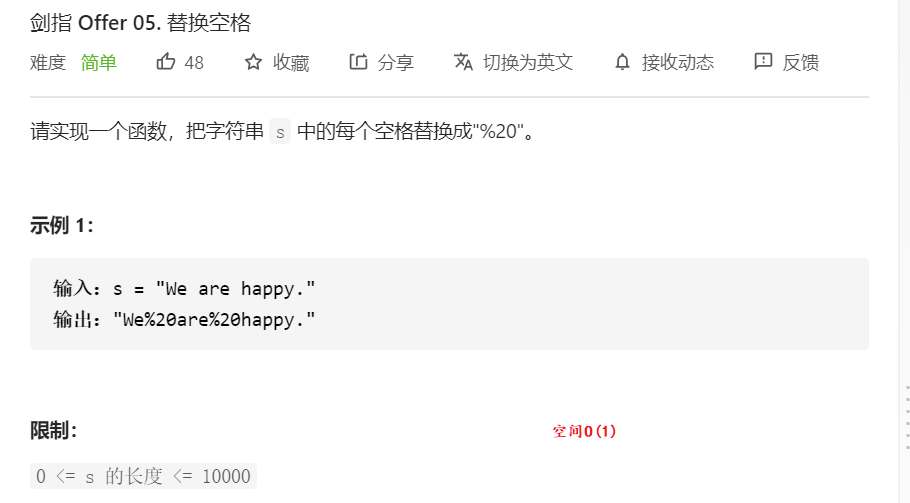 剑指 Offer 05. 替换空格
难度 简单 48 收藏 分享 切换为英文 接收动态 反馈
请实现一个函数，把字符串 s 中的每个空格替换成"%20"。
示例 1：
输入：s = "We are happy."
输出："We%20are%20happy."
限制：
空间O(1)
0 <= s 的长度 <= 10000